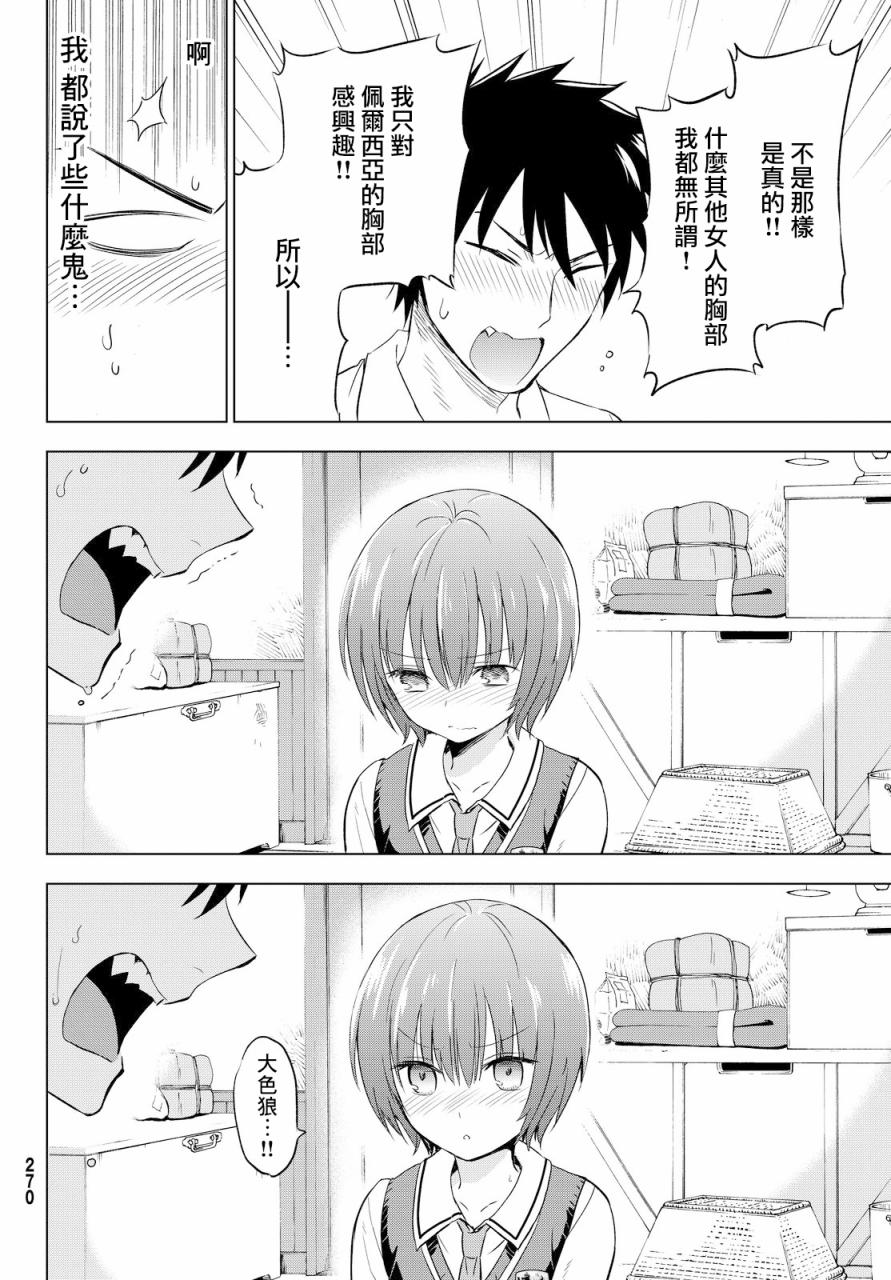 不是那樣
是真的!!
什麼其他女人的胸部
我都無所謂！
我只對
佩爾西亞的胸部
感興趣!!
所以——…
啊
我都說了些什麼鬼…
大色狼…!!
270